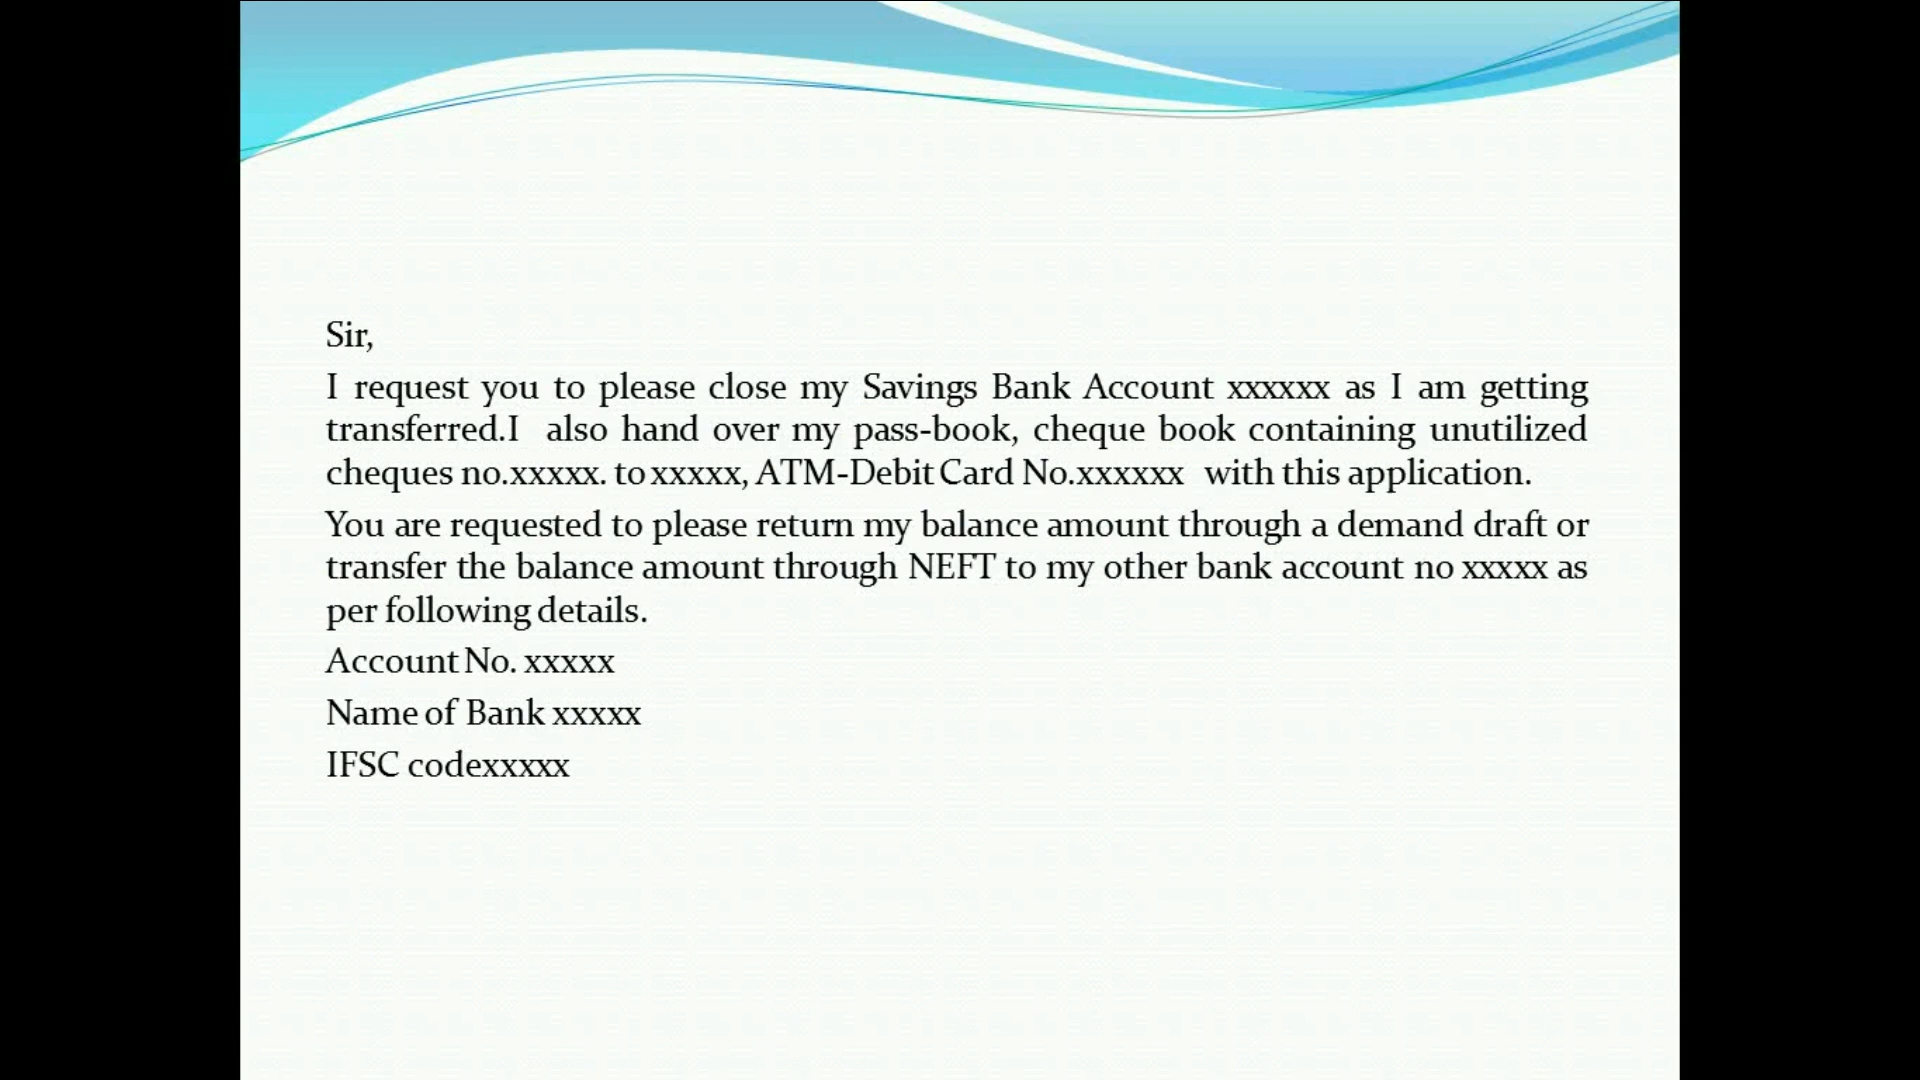 Sir,
I request you to please close my Savings Bank Account xxxxxx as I am getting
transferred.I also hand over my pass-book, cheque book containing unutilized
cheques no.xxxxx. to xxxxx, ATM-Debit Card No.xxxxxx with this application.
You are requested to please return my balance amount through a demand draft or
transfer the balance amount through NEFT to my other bank account no xxxxx as
per following details.
Account No. xxxxx
Name of Bank xxxxx
IFSC codexxxxx